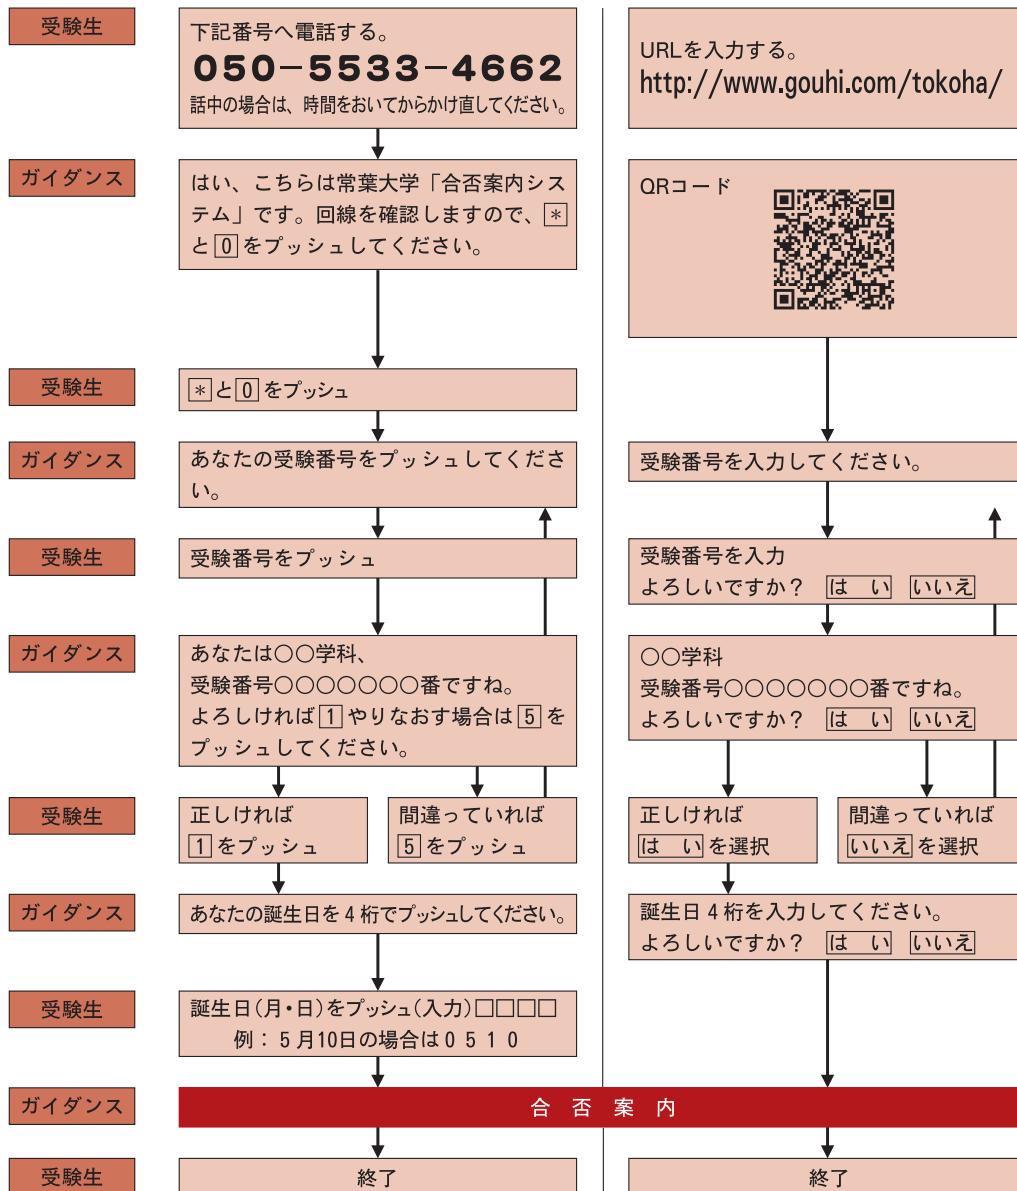 受験生
下記番号へ電話する。
050-5533-4662
話中の場合は、時間をおいてからかけ直してください。
URLを入力する。
http://www.gouhi.com/tokoha/
ガイダンス
はい、こちらは常葉大学「合否案内シス
テム」です。回線を確認しますので、*
と0をプッシュしてください。
QRコード
受験生
*と0をプッシュ
ガイダンス
あなたの受験番号をプッシュしてくださ
い。
受験番号を入力してください。
受験生
受験番号をプッシュ
受験番号を入力
よろしいですか? はい いいえ
ガイダンス
あなたは○○学科、
受験番号○○○○○○○番ですね。
よろしければ1やりなおす場合は5を
プッシュしてください。
○○学科
受験番号○○○○○○○番ですね。
よろしいですか? はい いいえ
受験生
正しければ
1をプッシュ
間違っていれば
5をプッシュ
正しければ
はいを選択
間違っていれば
いいえを選択
ガイダンス
あなたの誕生日を4桁でプッシュしてください。
誕生日4桁を入力してください。
よろしいですか? はい いいえ
受験生
誕生日(月・日)をプッシュ(入力)□□□□
例:5月10日の場合は0510
ガイダンス
合否案内
受験生
終了
終了